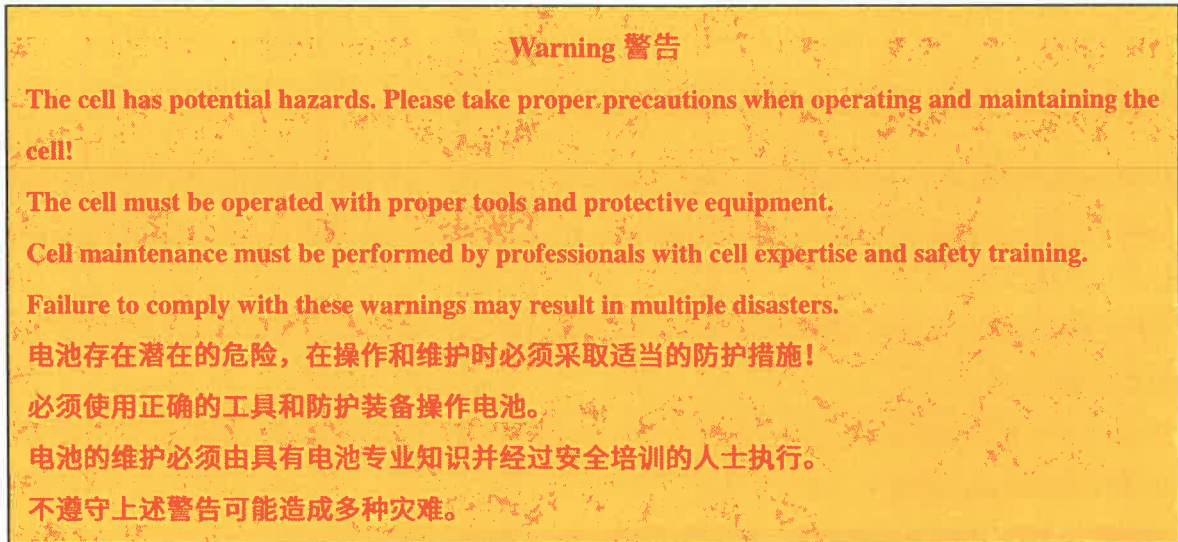 Warning 警告
The cell has potential hazards. Please take proper precautions when operating and maintaining the
cell!
The cell must be operated with proper tools and protective equipment.
Cell maintenance must be performed by professionals with cell expertise and safety training.
Failure to comply with these warnings may result in multiple disasters.
电池存在潜在的危险，在操作和维护时必须采取适当的防护措施！
必须使用正确的工具和防护装备操作电池。
电池的维护必须由具有电池专业知识并经过安全培训的人士执行。
不遵守上述警告可能造成多种灾难。